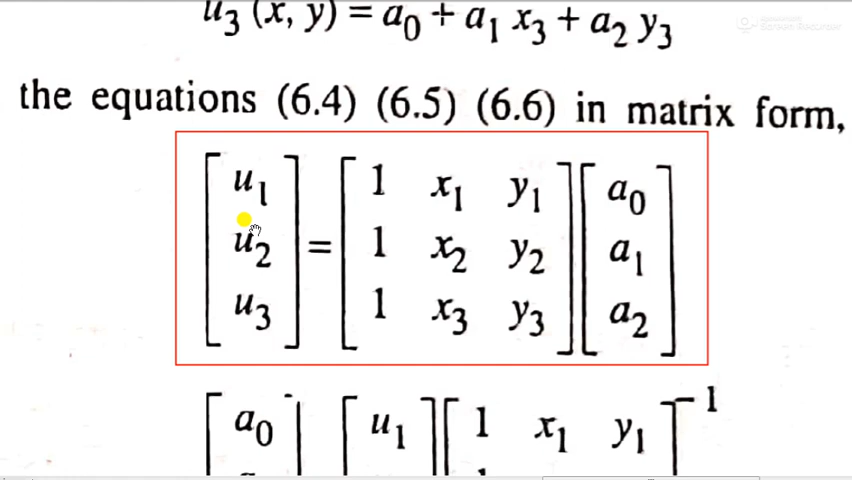 u3 (x, y) = a0 + a1 x3 + a2 y3
the equations (6.4) (6.5) (6.6) in matrix form,
[u1] = [1 x1 y1] [a0]
[u2] [1 x2 y2] [a1]
[u3] [1 x3 y3] [a2]
[a0] [u1] [1 x1 y1]^-1
Screen Recorder